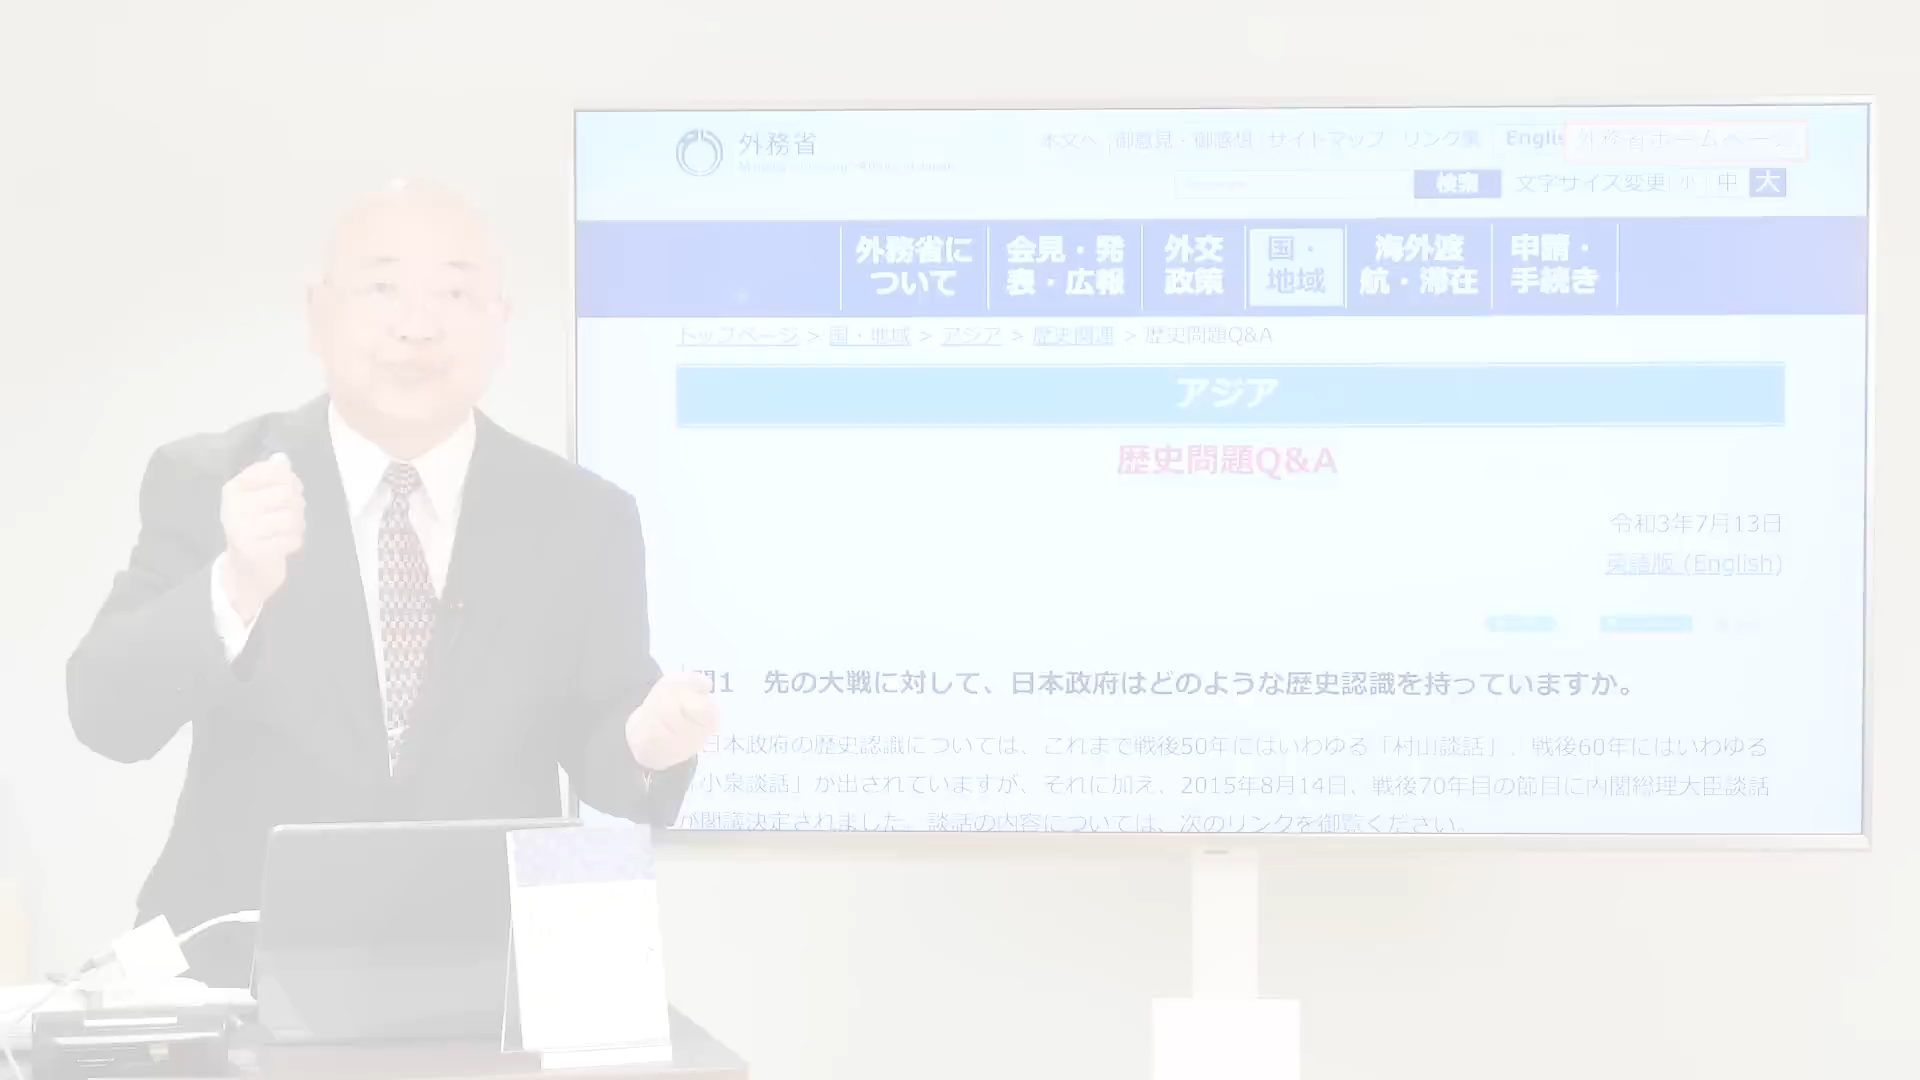 外務省
本文へ 御意見・御感想 サイトマップ リンク集 Englis
外務省ホームページ
検索 文字サイズ変更 小 中 大
外務省に
ついて
会見・発
表・広報
外交
政策
国・
地域
海外渡
航・滞在
申請・
手続き
トップページ > 国・地域 > アジア > 歴史関連 > 歴史問題Q&A
アジア
歴史問題Q&A
令和3年7月13日
英語版 (English)
問1 先の大戦に対して、日本政府はどのような歴史認識を持っていますか。
日本政府の歴史認識については、これまで戦後50年にはいわゆる「村山談話」、戦後60年にはいわゆる
「小泉談話」が出されていますが、それに加え、2015年8月14日、戦後70年目の節目に内閣総理大臣談話
が閣議決定されました。談話の内容については、次のリンクを御覧ください。